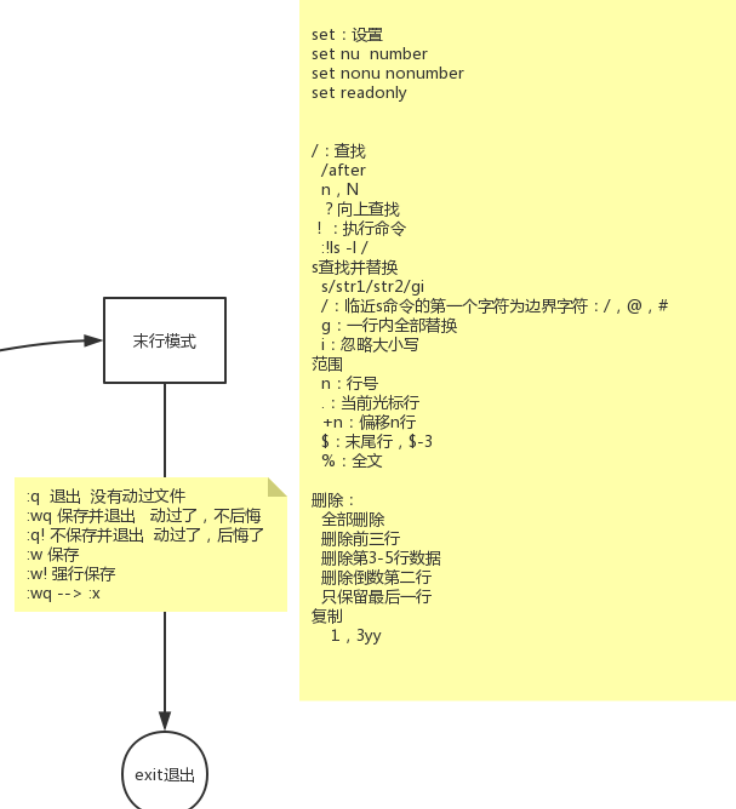 set：设置
set nu  number
set nonu nonumber
set readonly
/：查找
/after
n，N
？向上查找
！：执行命令
:!ls -l /
s查找并替换
s/str1/str2/gi
/：临近s命令的第一个字符为边界字符：/，@，#
g：一行内全部替换
i：忽略大小写
范围
n：行号
.：当前光标行
+n：偏移n行
$：末尾行，$-3
%：全文
删除：
全部删除
删除前三行
删除第3-5行数据
删除倒数第二行
只保留最后一行
复制
1，3yy
末行模式
:q  退出  没有动过文件
:wq 保存并退出   动过了，不后悔
:q! 不保存并退出  动过了，后悔了
:w 保存
:w! 强行保存
:wq --> :x
exit退出